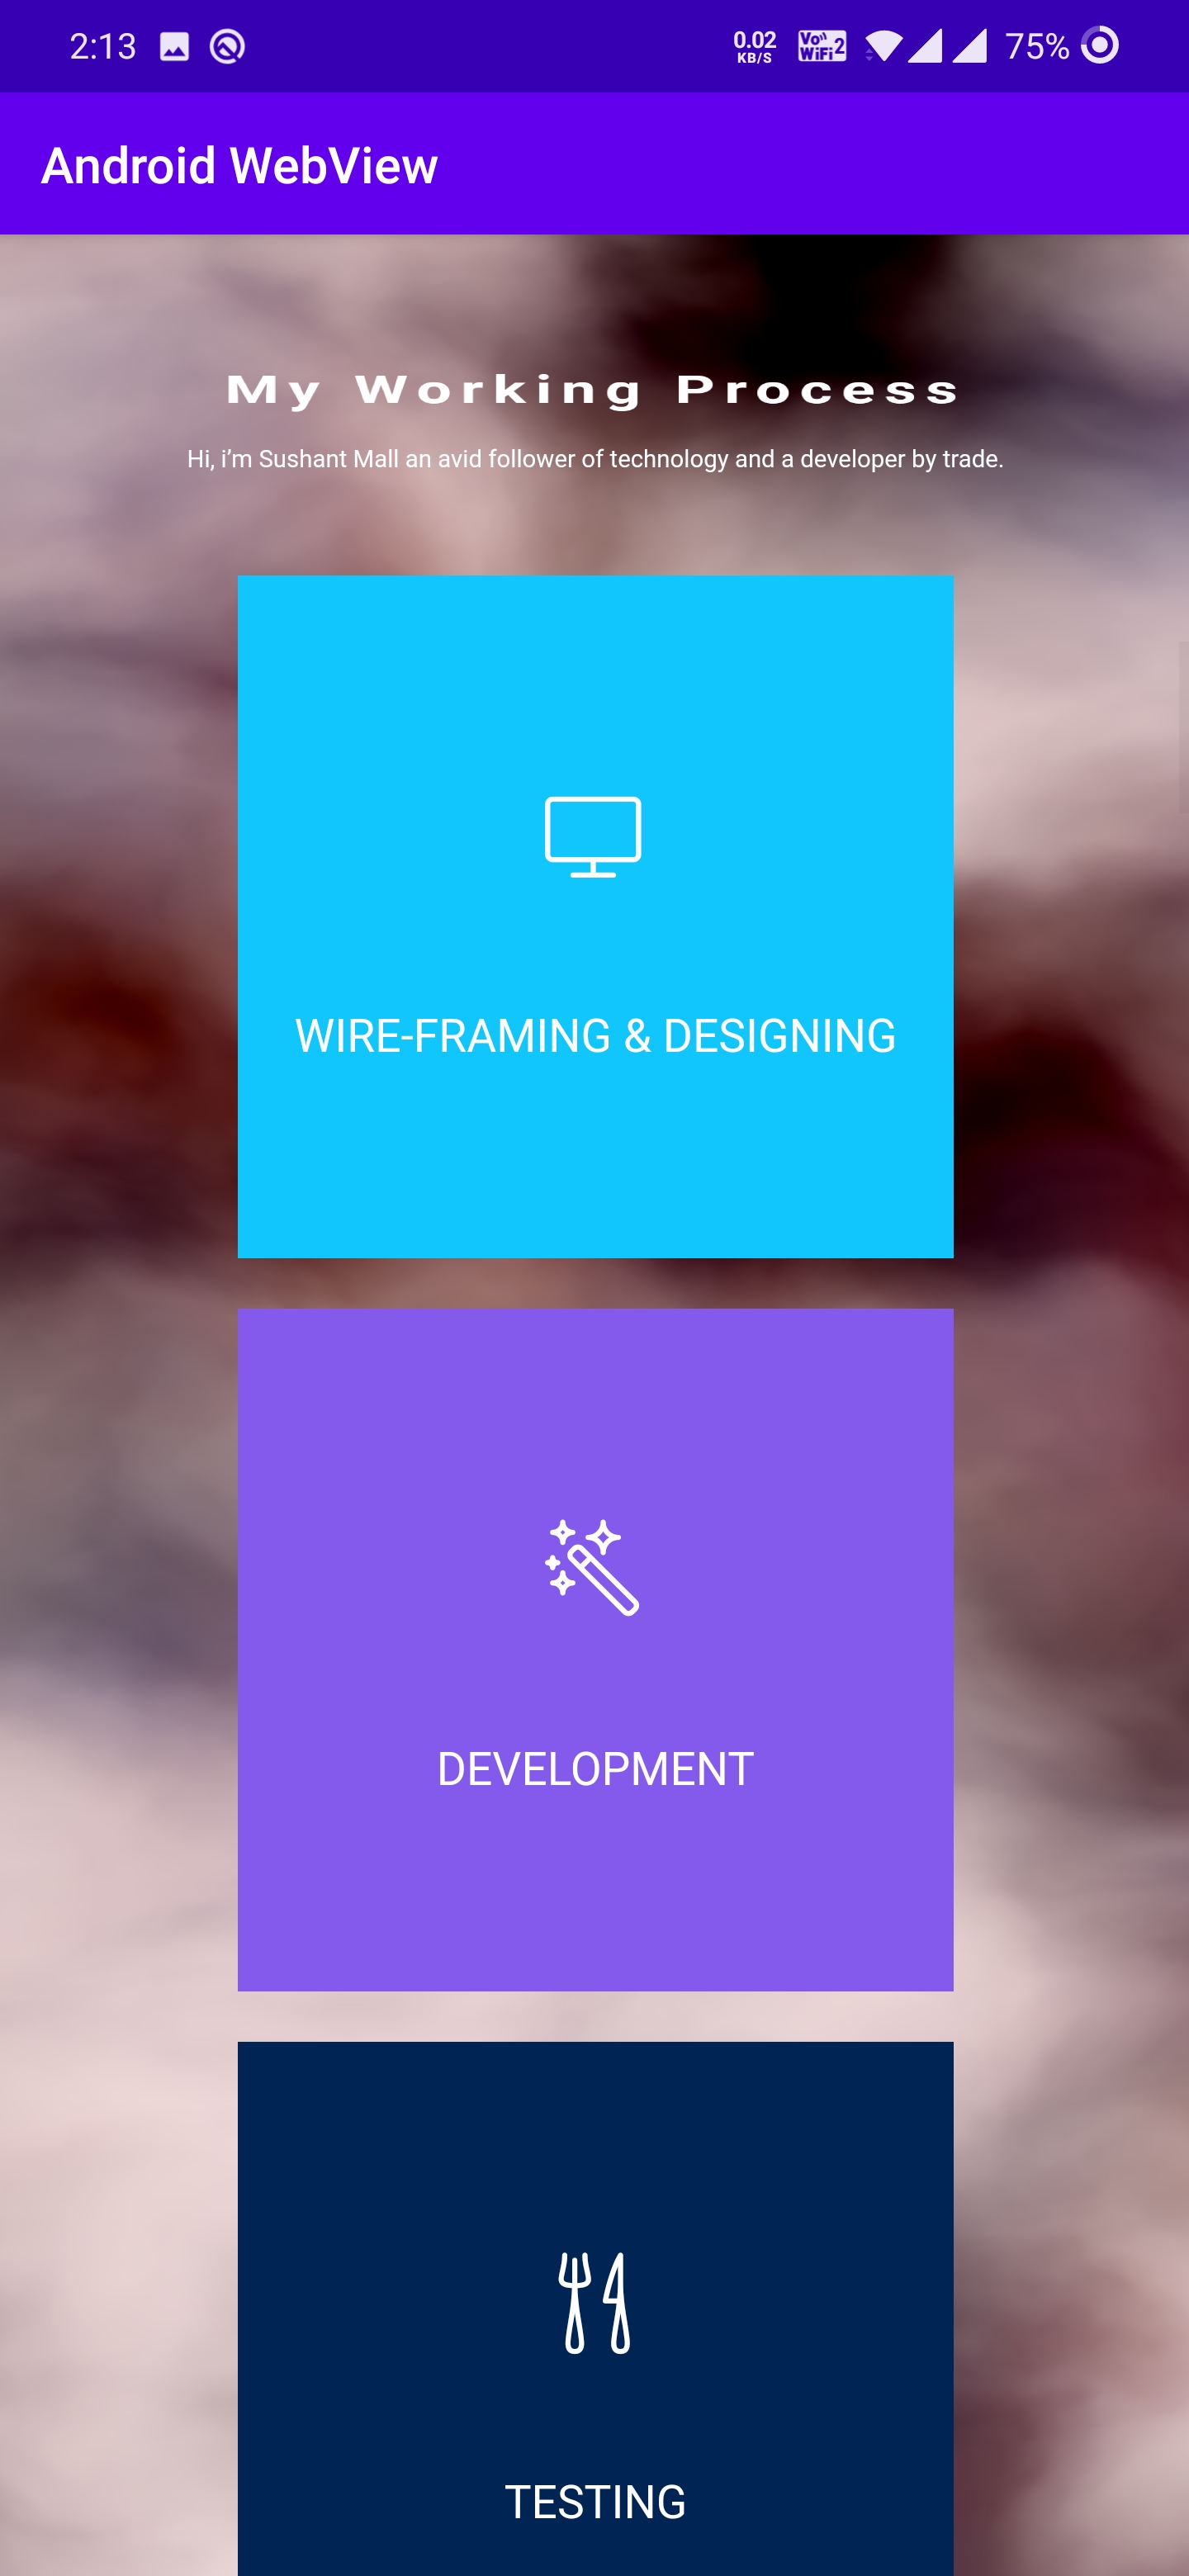 2:13
0.02
KB/S
Vo
WiFi 2
75%
Android WebView
My Working Process
Hi, i’m Sushant Mall an avid follower of technology and a developer by trade.
WIRE-FRAMING & DESIGNING
DEVELOPMENT
TESTING